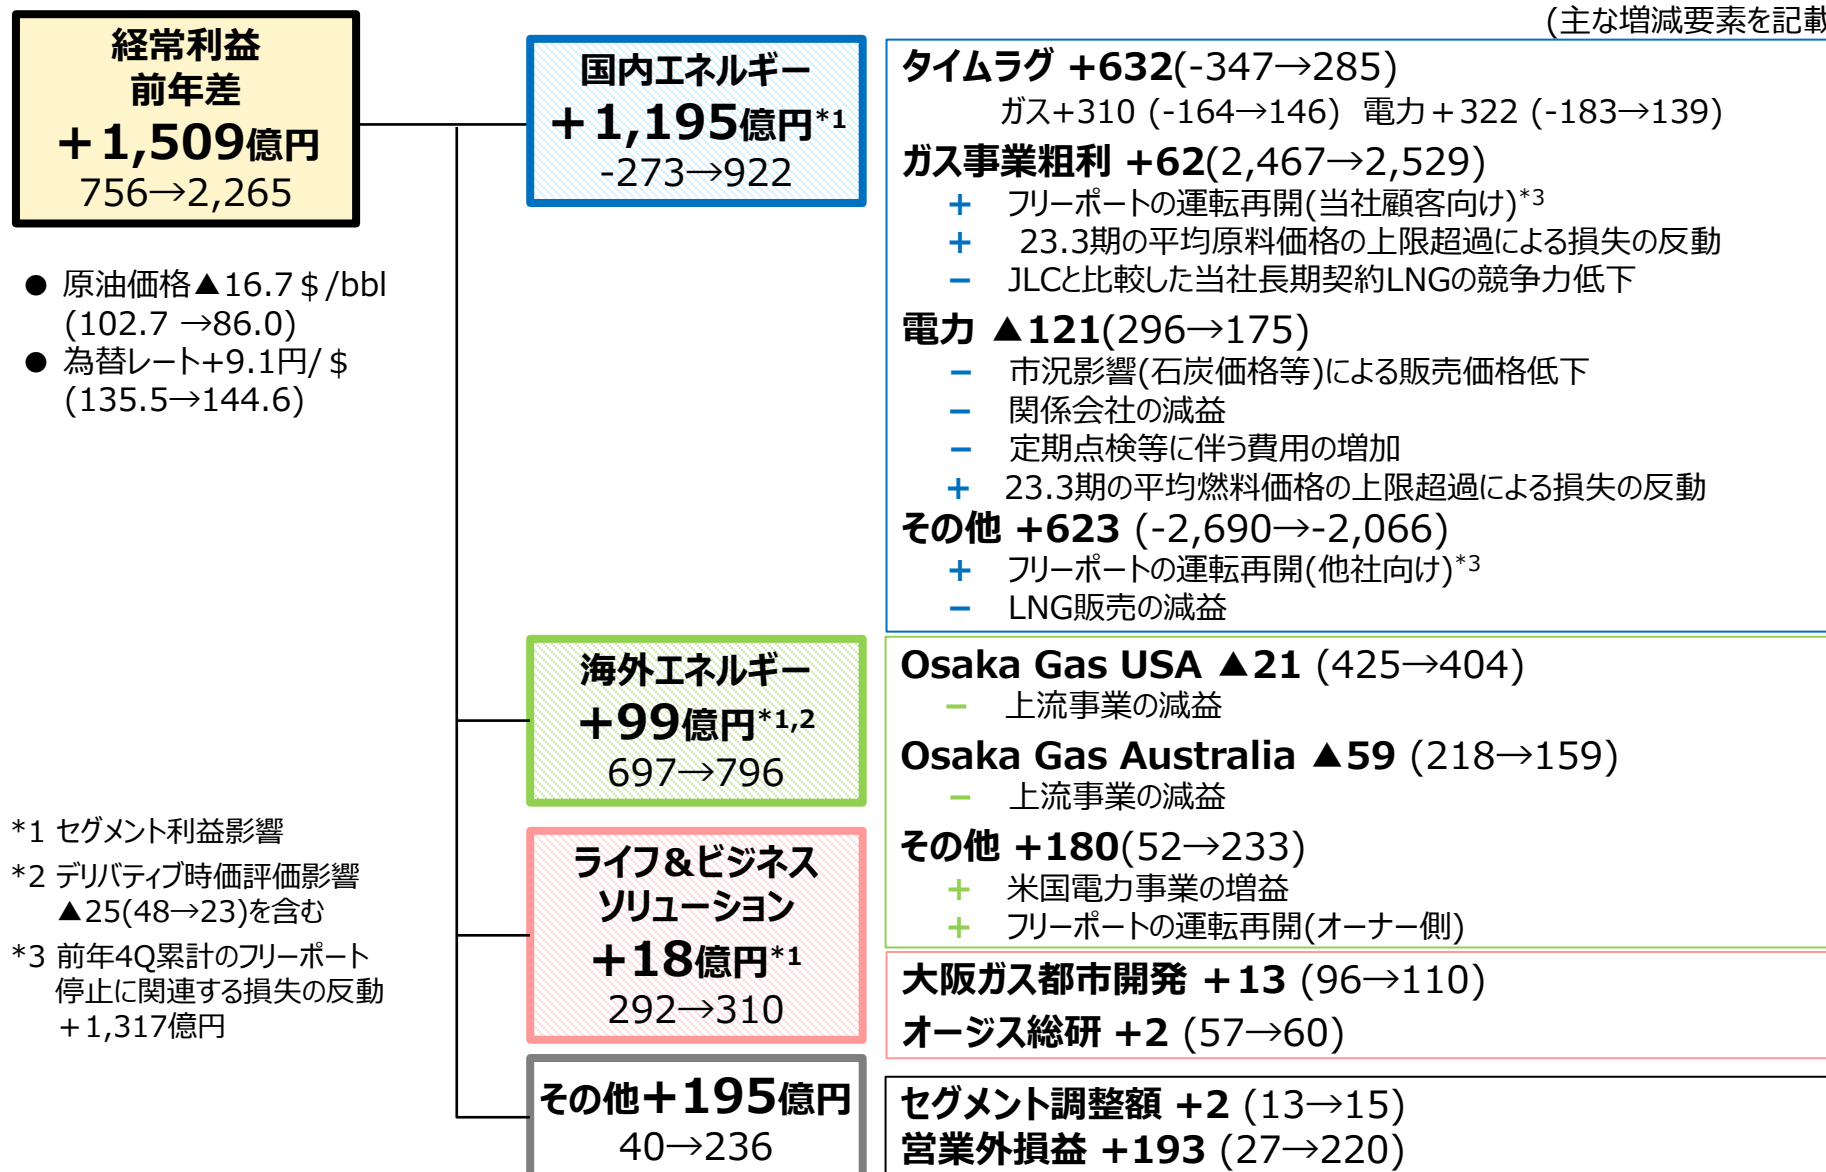 (主な増減要素を記載
経常利益
前年差
+1,509億円
756→2,265
● 原油価格▲16.7＄/bbl
(102.7 →86.0)
● 為替レート+9.1円/＄
(135.5→144.6)
*1 セグメント利益影響
*2 デリバティブ時価評価影響
▲25(48→23)を含む
*3 前年4Q累計のフリーポート
停止に関連する損失の反動
+1,317億円
国内エネルギー
+1,195億円*1
-273→922
タイムラグ +632(-347→285)
ガス+310 (-164→146) 電力+322 (-183→139)
ガス事業粗利 +62(2,467→2,529)
+ フリーポートの運転再開(当社顧客向け)*3
+ 23.3期の平均原料価格の上限超過による損失の反動
− JLCと比較した当社長期契約LNGの競争力低下
電力 ▲121(296→175)
− 市況影響(石炭価格等)による販売価格低下
− 関係会社の減益
− 定期点検等に伴う費用の増加
+ 23.3期の平均燃料価格の上限超過による損失の反動
その他 +623 (-2,690→-2,066)
+ フリーポートの運転再開(他社向け)*3
− LNG販売の減益
海外エネルギー
+99億円*1,2
697→796
Osaka Gas USA ▲21 (425→404)
− 上流事業の減益
Osaka Gas Australia ▲59 (218→159)
− 上流事業の減益
その他 +180(52→233)
+ 米国電力事業の増益
+ フリーポートの運転再開(オーナー側)
ライフ&ビジネス
ソリューション
+18億円*1
292→310
大阪ガス都市開発 +13 (96→110)
オージス総研 +2 (57→60)
その他+195億円
40→236
セグメント調整額 +2 (13→15)
営業外損益 +193 (27→220)